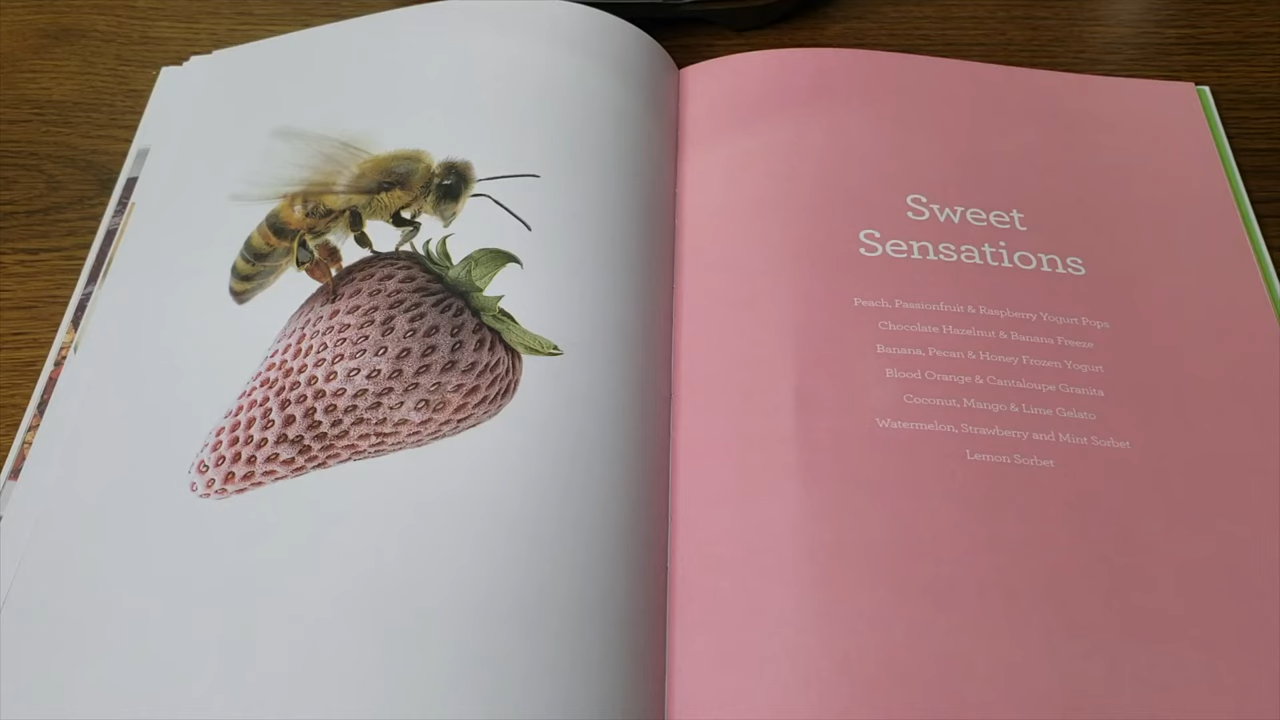 Sweet
Sensations
Peach, Passionfruit & Raspberry Yogurt Pops
Chocolate Hazelnut & Banana Freeze
Banana, Pecan & Honey Frozen Yogurt
Blood Orange & Cantaloupe Granita
Coconut, Mango & Lime Gelato
Watermelon, Strawberry and Mint Sorbet
Lemon Sorbet